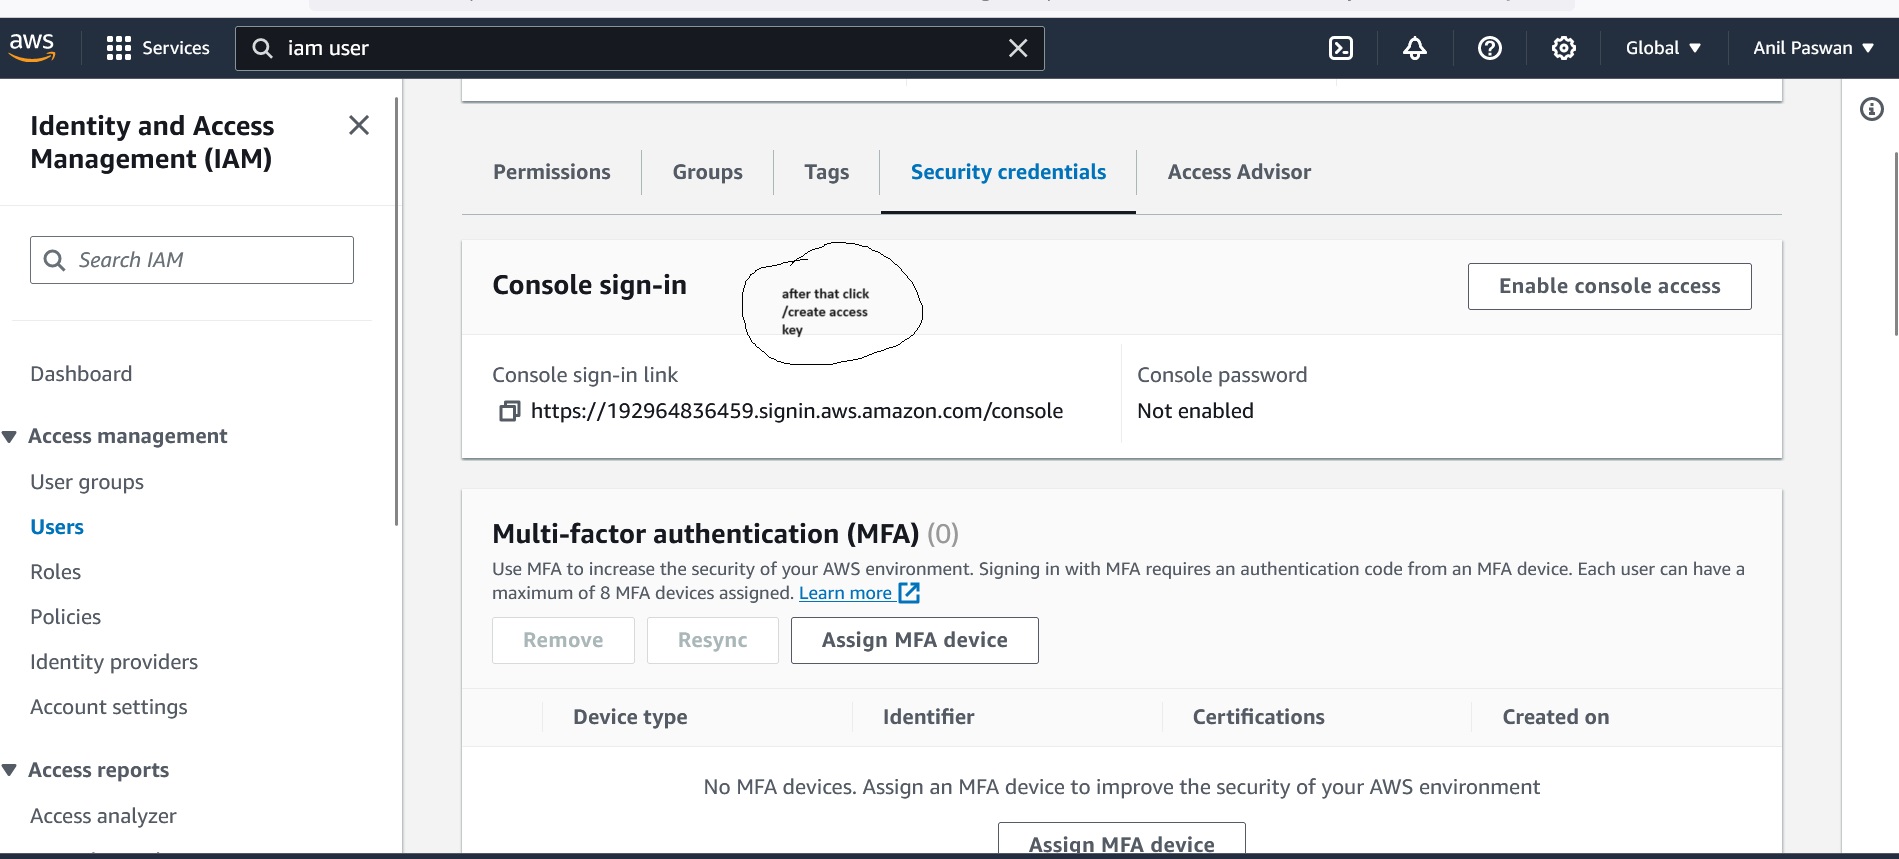 aws
Services
iam user
Global ▼
Anil Paswan ▼
Identity and Access
Management (IAM)
Search IAM
Dashboard
Access management
User groups
Users
Roles
Policies
Identity providers
Account settings
Access reports
Access analyzer
Permissions
Groups
Tags
Security credentials
Access Advisor
Console sign-in
after that click
/create access
key
Enable console access
Console sign-in link
https://192964836459.signin.aws.amazon.com/console
Console password
Not enabled
Multi-factor authentication (MFA) (0)
Use MFA to increase the security of your AWS environment. Signing in with MFA requires an authentication code from an MFA device. Each user can have a
maximum of 8 MFA devices assigned. Learn more
Remove
Resync
Assign MFA device
Device type
Identifier
Certifications
Created on
No MFA devices. Assign an MFA device to improve the security of your AWS environment
Assign MFA device